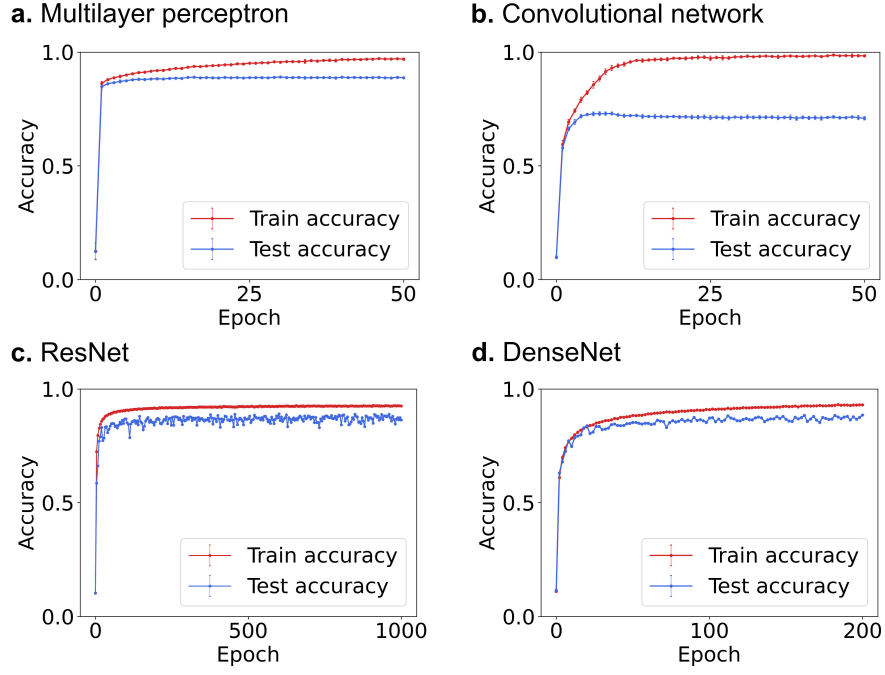 a. Multilayer perceptron
1.0
0.5
0.0
Accuracy
0
25
50
Epoch
Train accuracy
Test accuracy
b. Convolutional network
1.0
0.5
0.0
Accuracy
0
25
50
Epoch
Train accuracy
Test accuracy
c. ResNet
1.0
0.5
0.0
Accuracy
0
500
1000
Epoch
Train accuracy
Test accuracy
d. DenseNet
1.0
0.5
0.0
Accuracy
0
100
200
Epoch
Train accuracy
Test accuracy